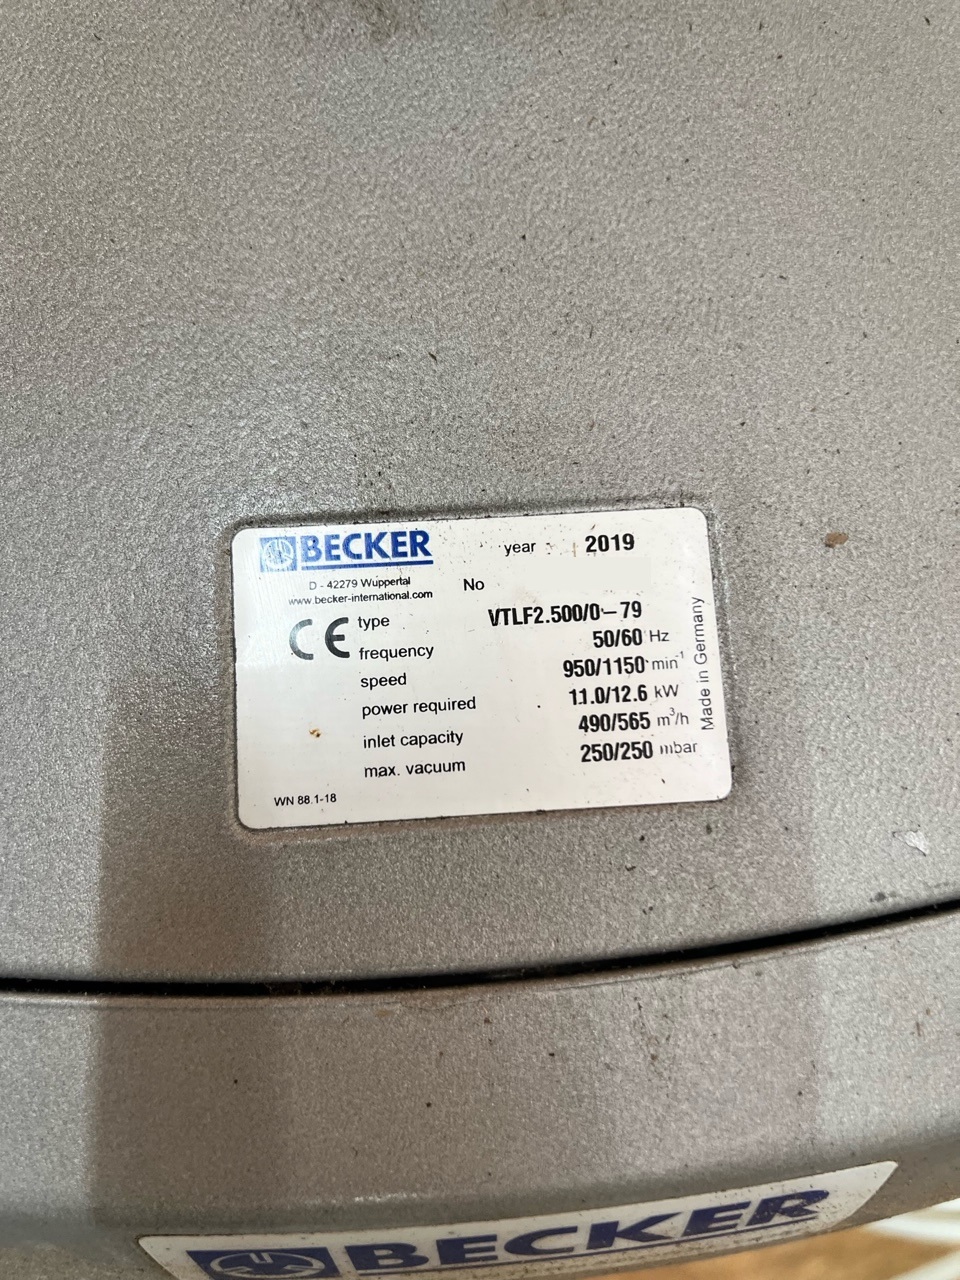 BECKER
year 2019
D - 42279 Wuppertal
www.becker-international.com
No
CE
type VTLF2.500/0-79
frequency 50/60 Hz
speed 950/1150 min-1
power required 11.0/12.6 kW
inlet capacity 490/565 m³/h
max. vacuum 250/250 mbar
WN 88.1-18
Made in Germany
BECKER